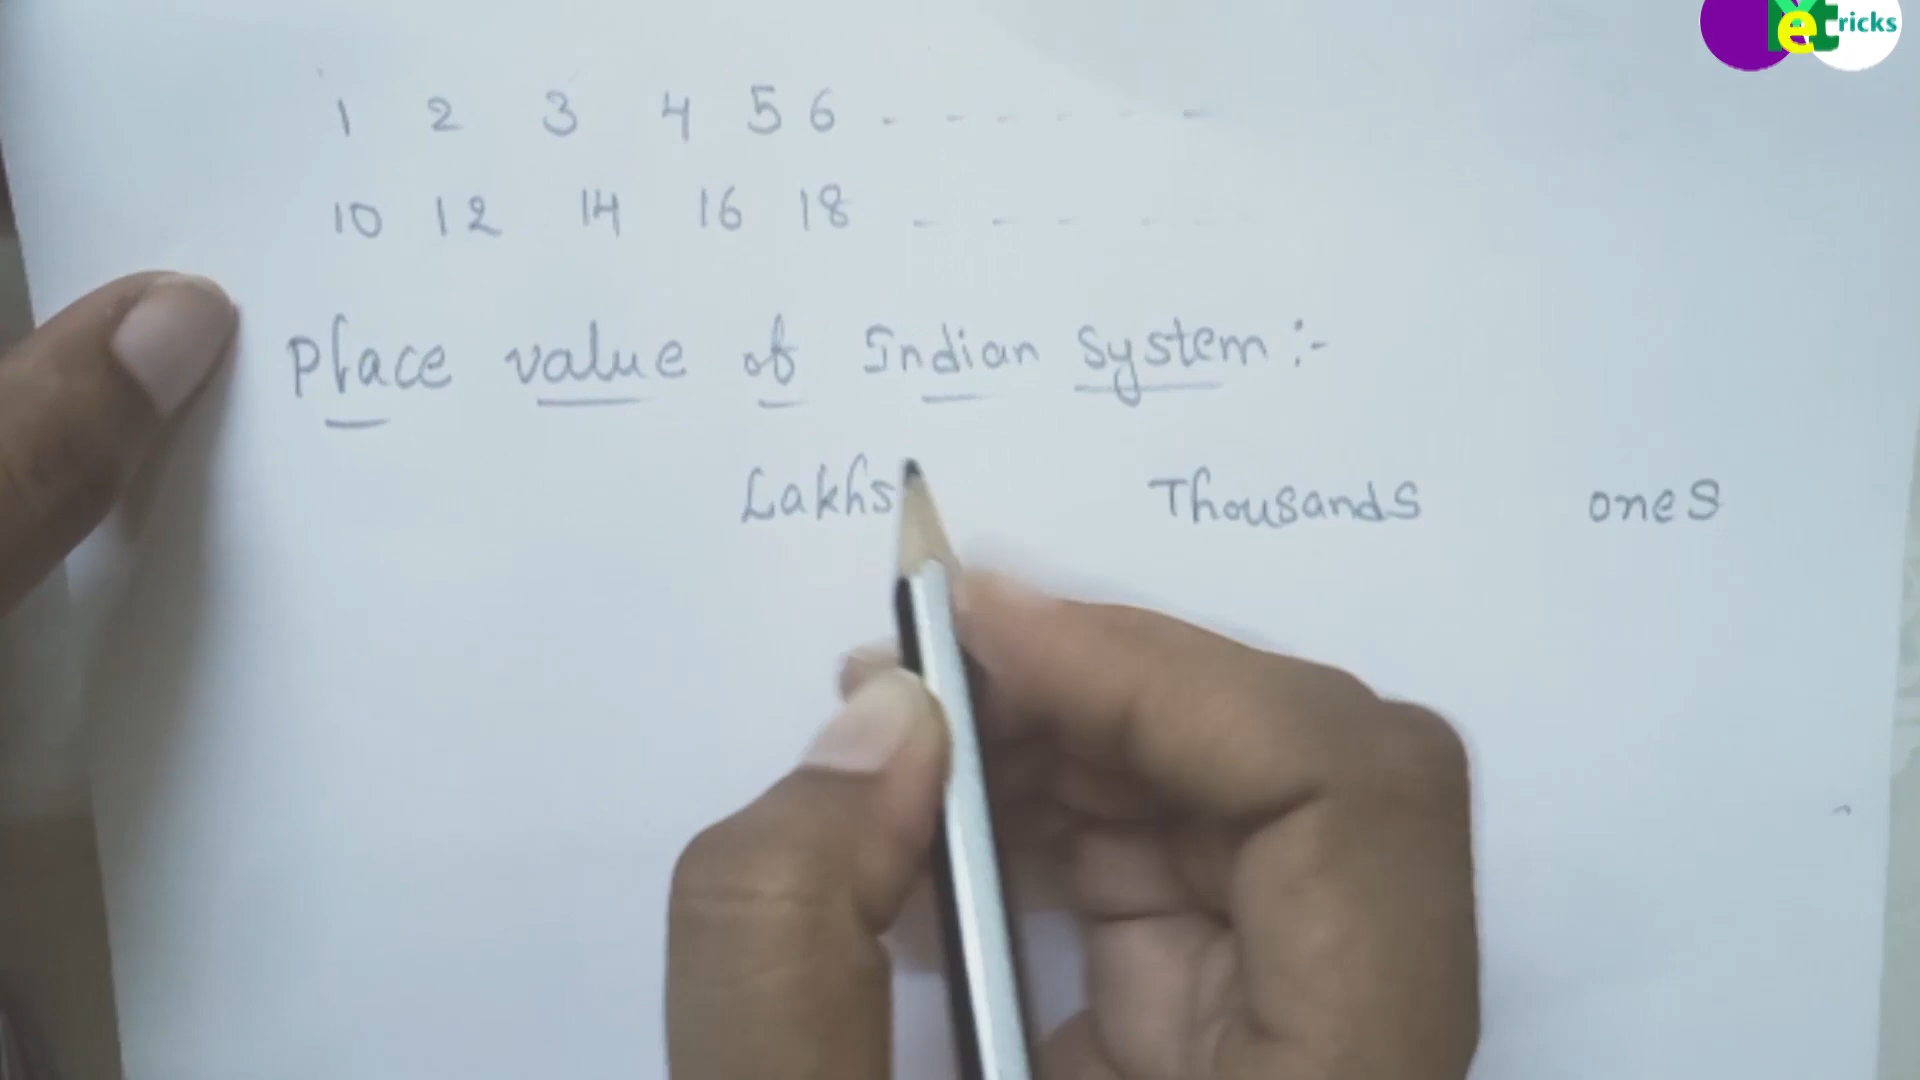 etricks
1 2 3 4 5 6 . - - - - -
10 12 14 16 18 - - - - -
Place value of Indian System :-
Lakhs Thousands ones